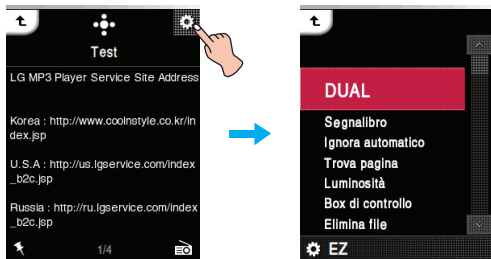 Test
LG MP3 Player Service Site Address
Korea : http://www.coolnstyle.co.kr/in
dex.jsp
U.S.A : http://us.lgservice.com/index
_b2c.jsp
Russia : http://ru.lgservice.com/index
_b2c.jsp
1/4
DUAL
Segnalibro
Ignora automatico
Trova pagina
Luminosità
Box di controllo
Elimina file
EZ